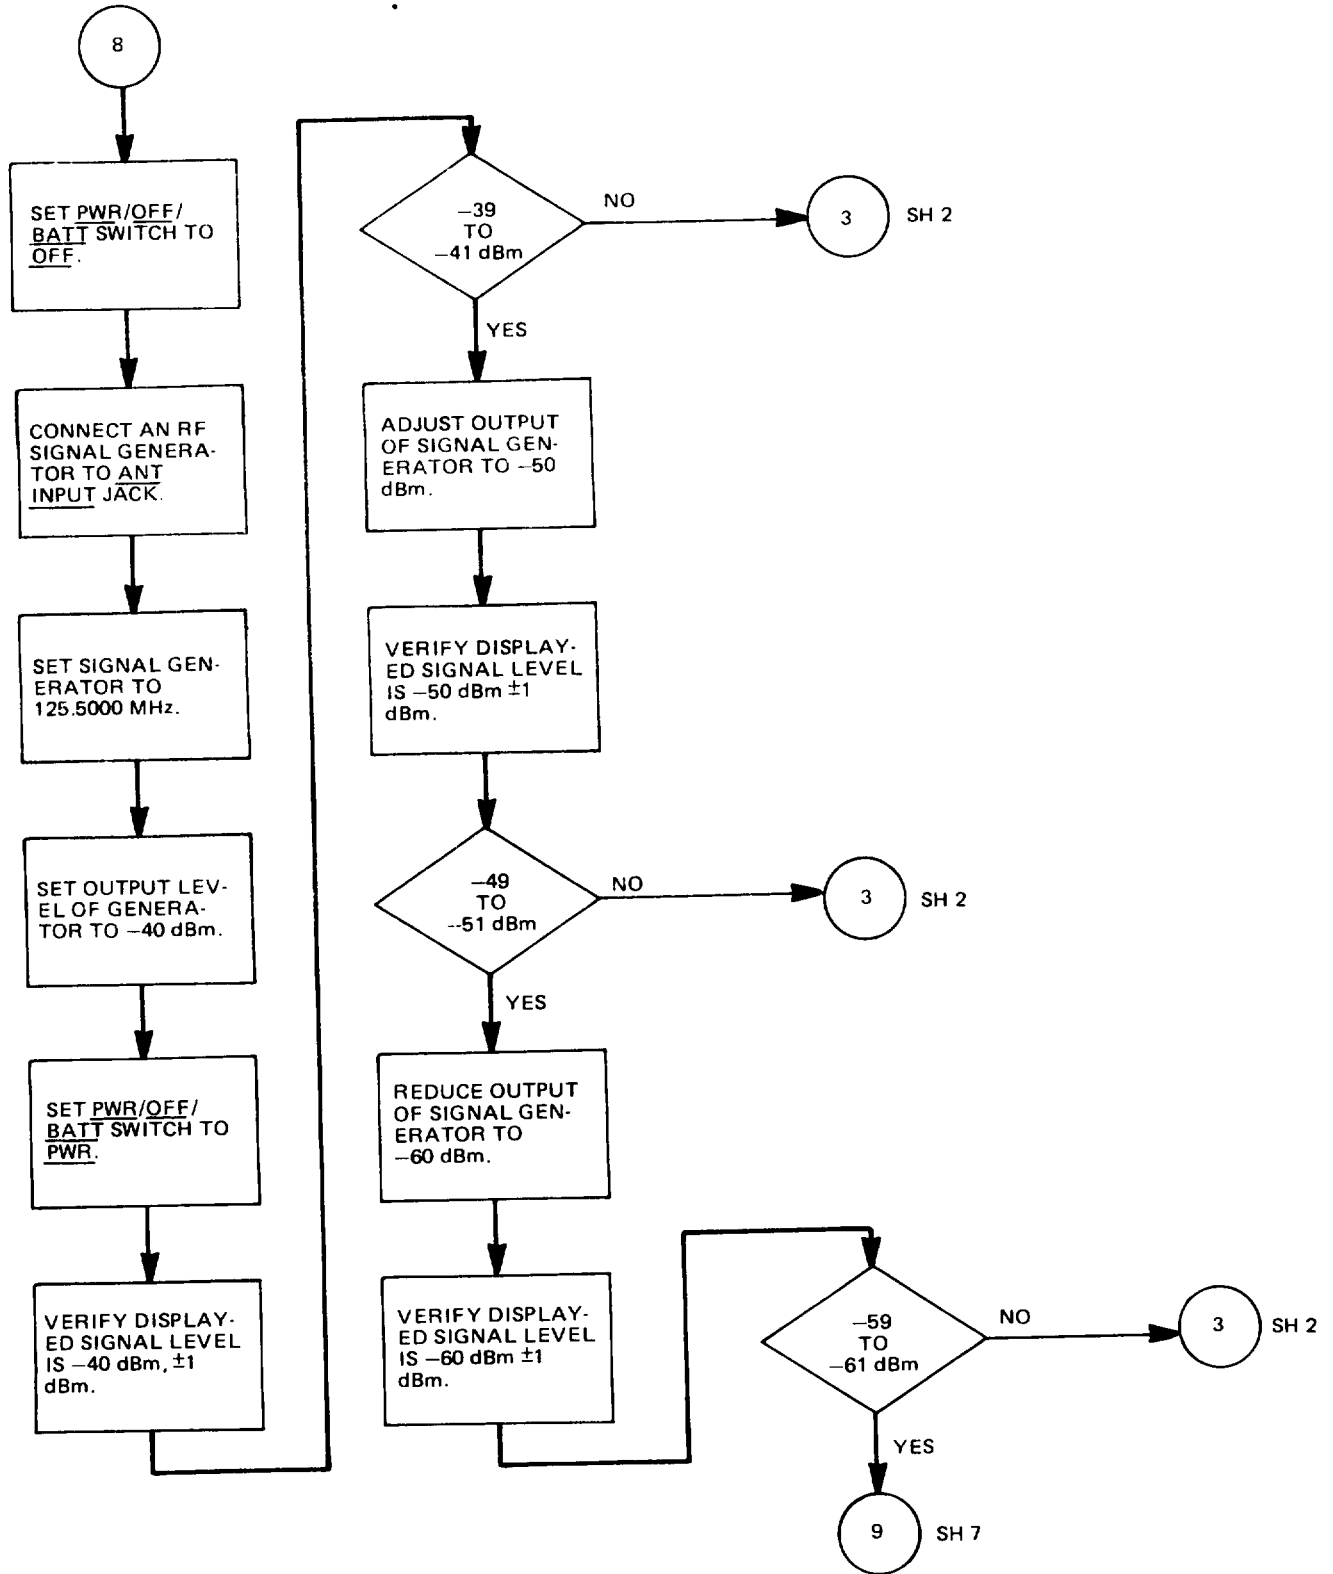 8
SET PWR/OFF/
BATT SWITCH TO
OFF.
CONNECT AN RF
SIGNAL GENERA-
TOR TO ANT
INPUT JACK.
SET SIGNAL GEN-
ERATOR TO
125.5000 MHz.
SET OUTPUT LEV-
EL OF GENERA-
TOR TO −40 dBm.
SET PWR/OFF/
BATT SWITCH TO
PWR.
VERIFY DISPLAY-
ED SIGNAL LEVEL
IS −40 dBm, ±1
dBm.
−39
TO
−41 dBm
NO
3
SH 2
YES
ADJUST OUTPUT
OF SIGNAL GEN-
ERATOR TO −50
dBm.
VERIFY DISPLAY-
ED SIGNAL LEVEL
IS −50 dBm ±1
dBm.
−49
TO
−51 dBm
NO
3
SH 2
YES
REDUCE OUTPUT
OF SIGNAL GEN-
ERATOR TO
−60 dBm.
VERIFY DISPLAY-
ED SIGNAL LEVEL
IS −60 dBm ±1
dBm.
−59
TO
−61 dBm
NO
3
SH 2
YES
9
SH 7